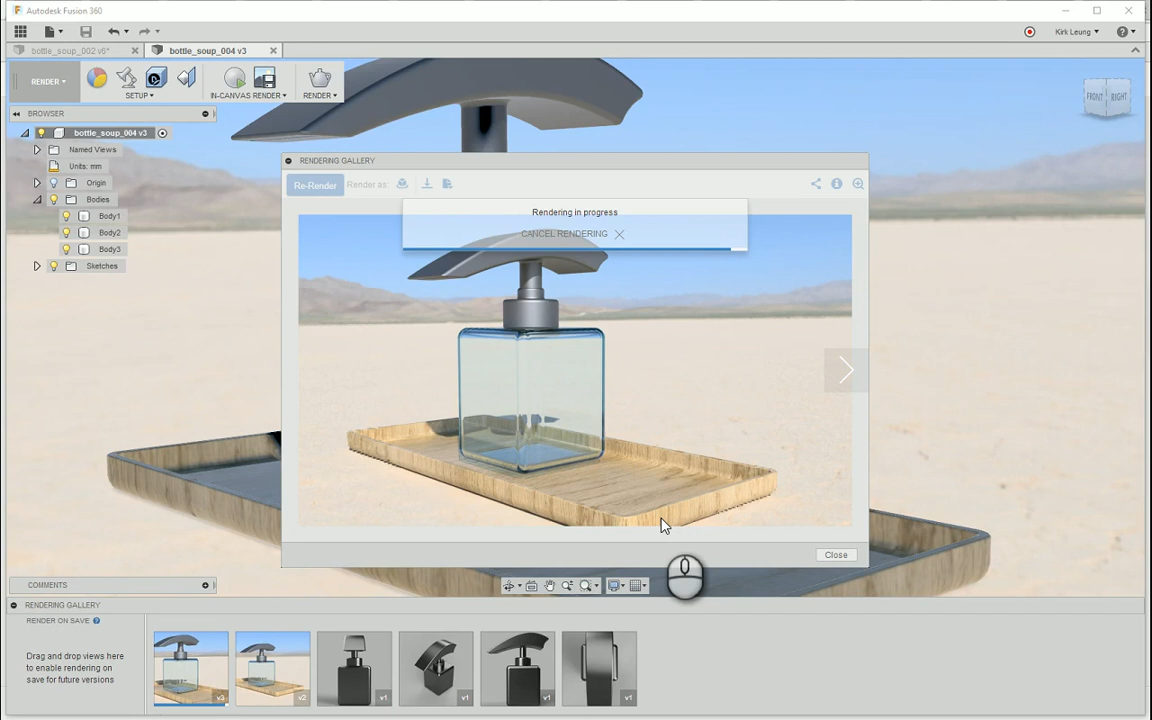 Autodesk Fusion 360
Kirk Leung
bottle_soup_002 v6*
bottle_soup_004 v3
RENDER
SETUP
IN-CANVAS RENDER
RENDER
BROWSER
bottle_soup_004 v3
Named Views
Units: mm
Origin
Bodies
Body1
Body2
Body3
Sketches
FRONT
RIGHT
RENDERING GALLERY
Re-Render
Render as:
Rendering in progress
CANCEL RENDERING
Close
COMMENTS
RENDERING GALLERY
RENDER ON SAVE
Drag and drop views here
to enable rendering on
save for future versions
v3
v2
v1
v1
v1
v1